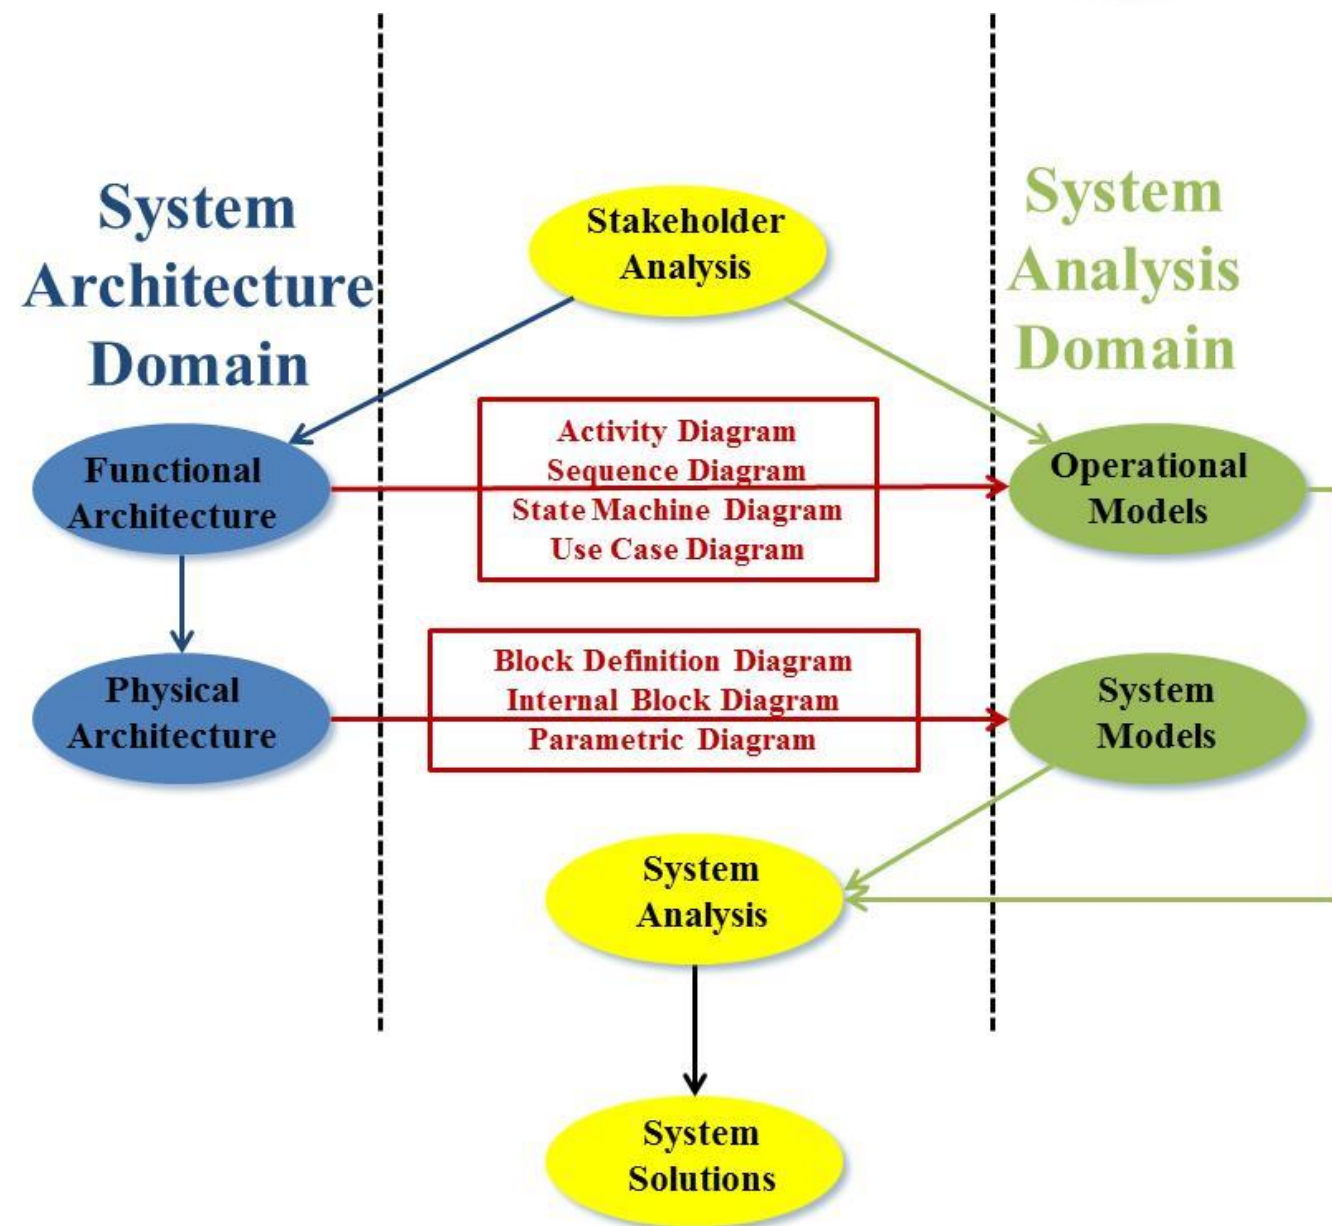 System
Architecture
Domain
Stakeholder
Analysis
System
Analysis
Domain
Functional
Architecture
Activity Diagram
Sequence Diagram
State Machine Diagram
Use Case Diagram
Operational
Models
Physical
Architecture
Block Definition Diagram
Internal Block Diagram
Parametric Diagram
System
Models
System
Analysis
System
Solutions